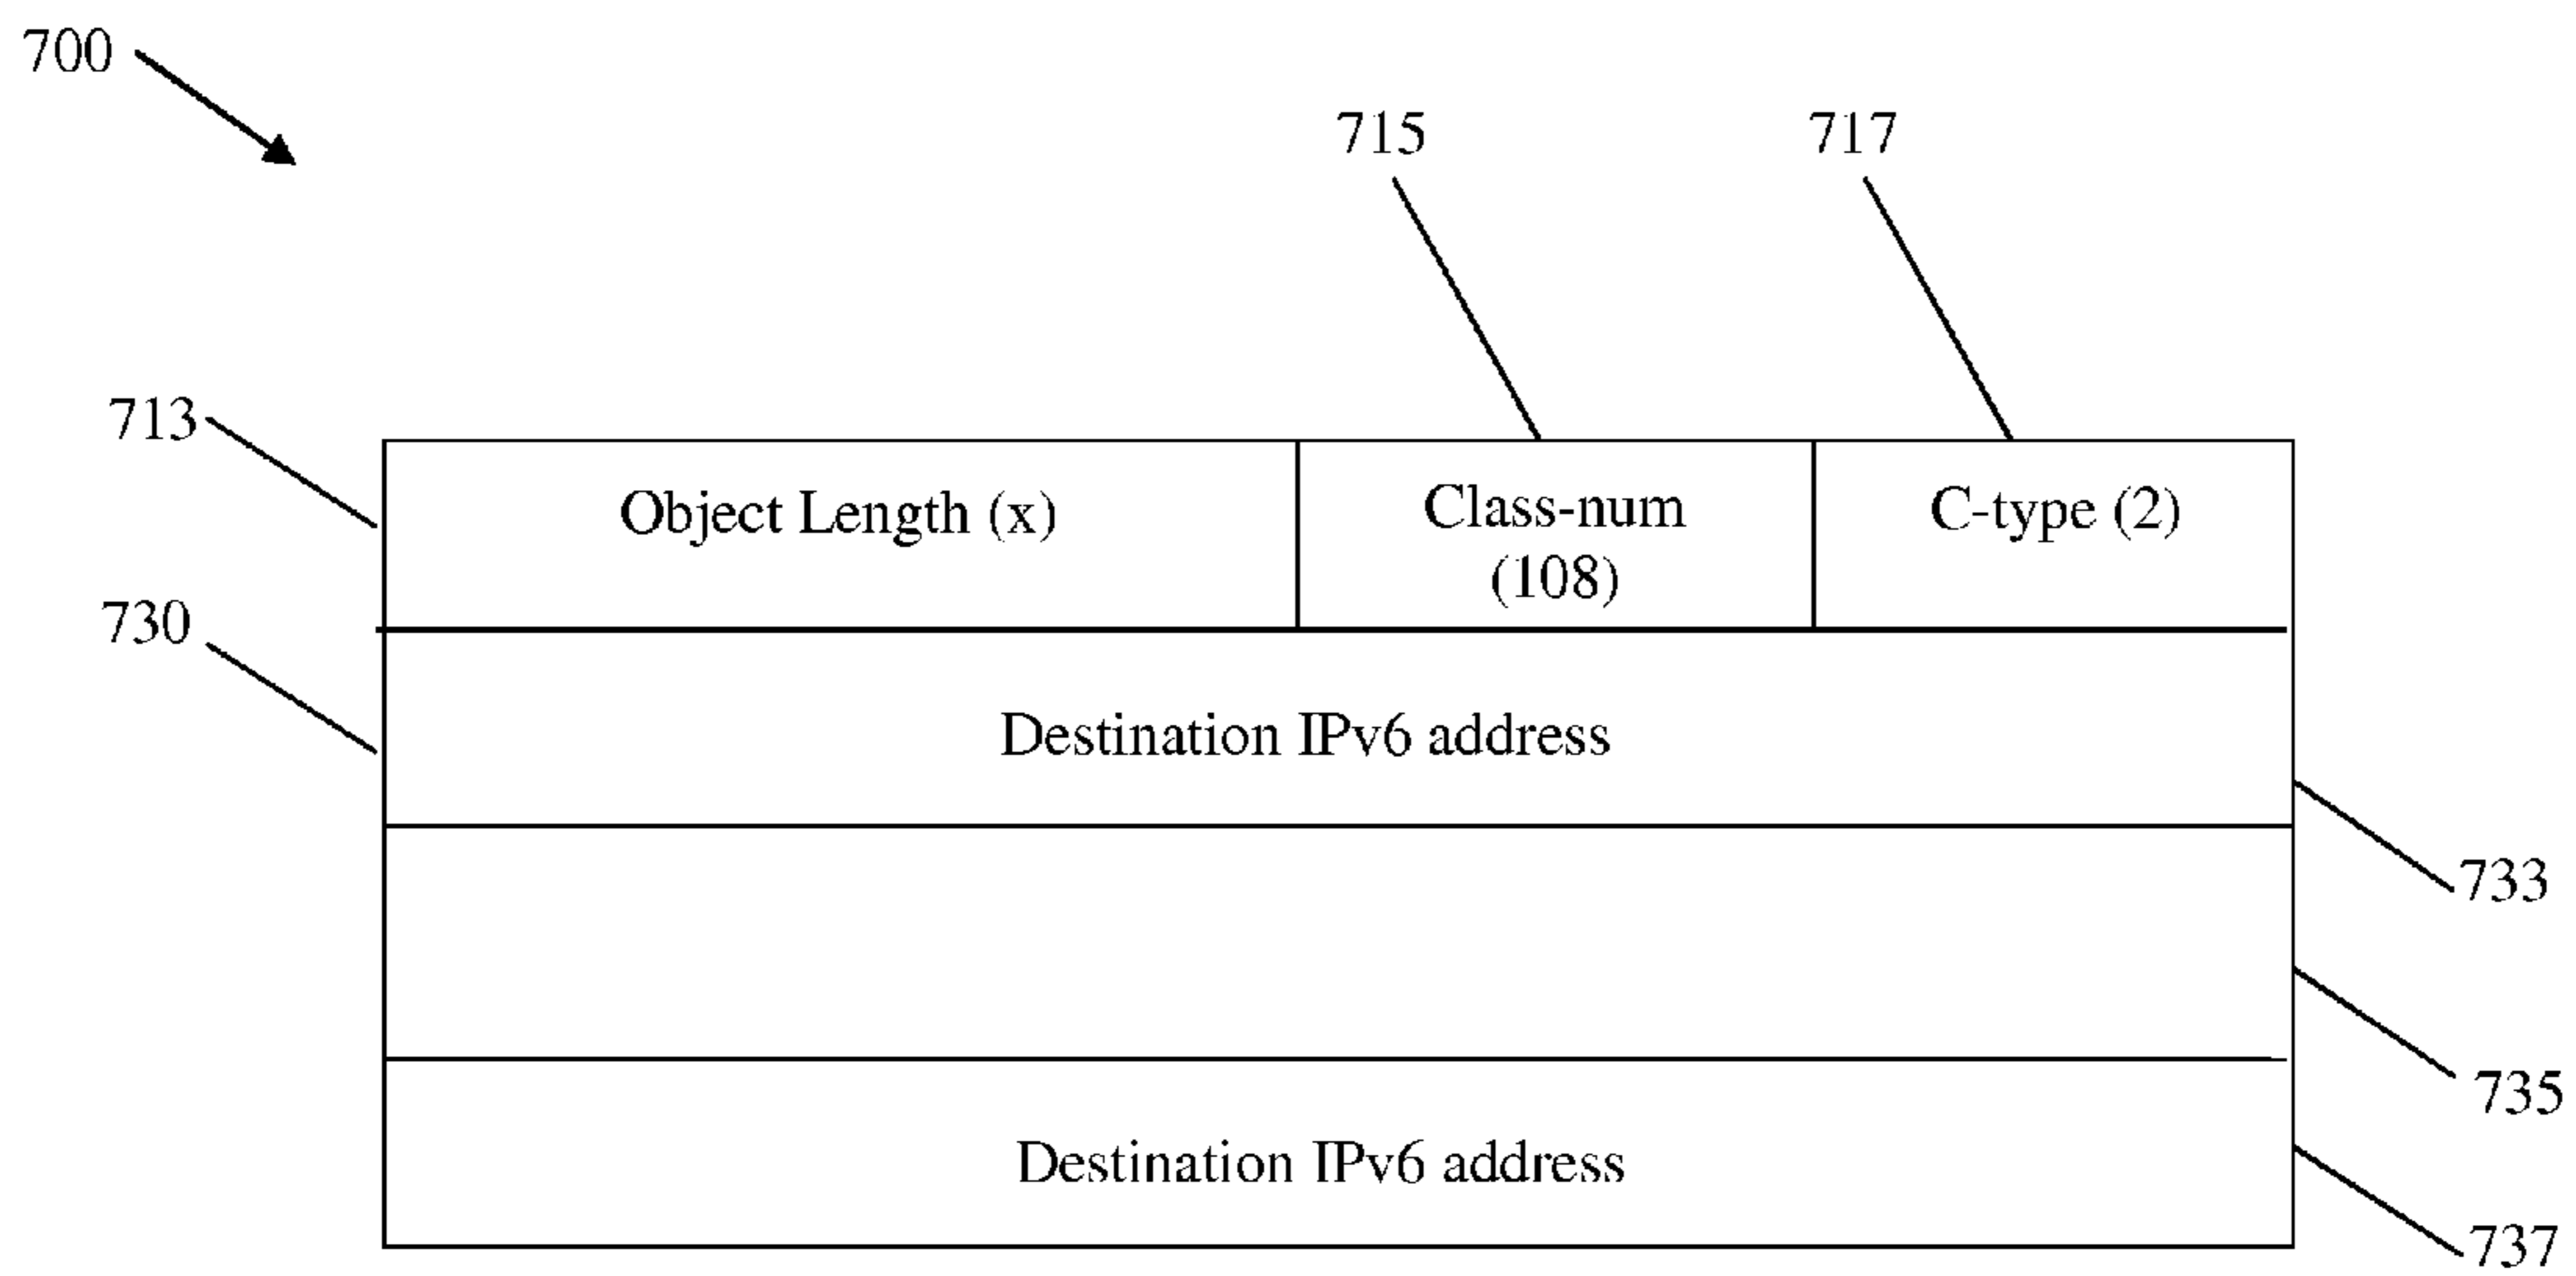 700
715 717
713
Object Length (x) Class-num C-type (2)
(108)
730
Destination IPv6 address
733
735
Destination IPv6 address
737